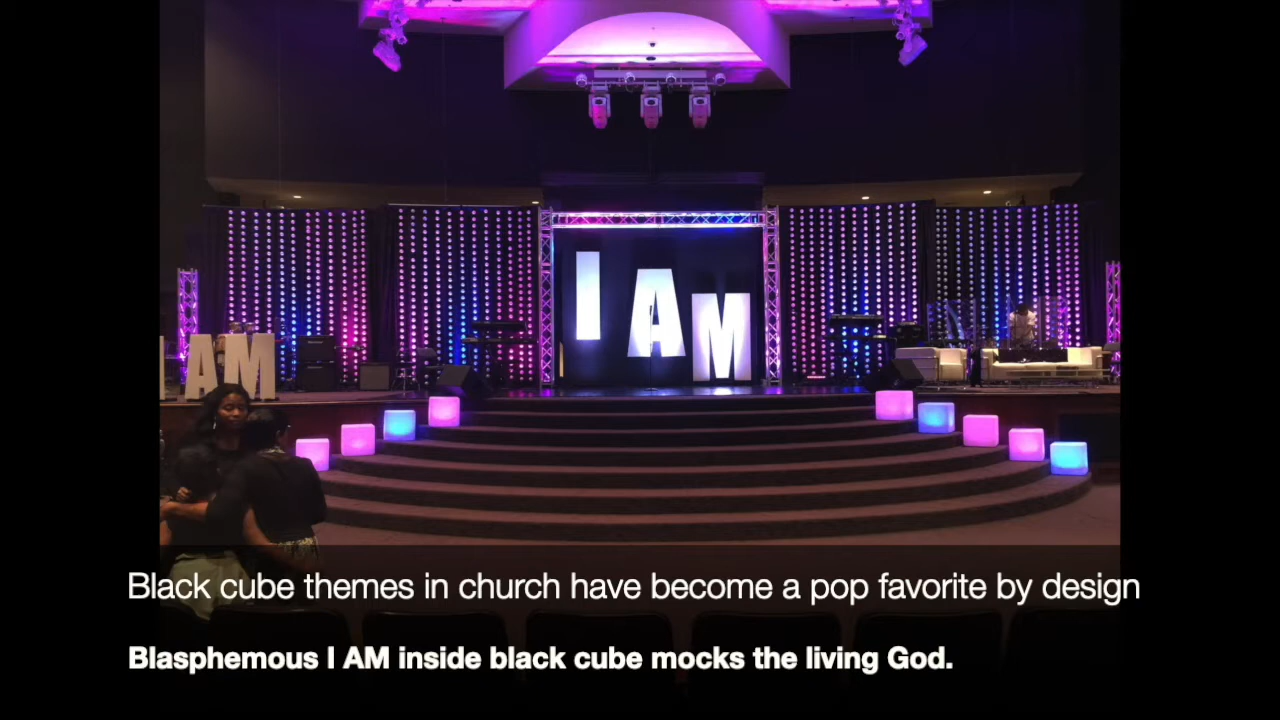 I AM
I AM
Black cube themes in church have become a pop favorite by design
Blasphemous I AM inside black cube mocks the living God.